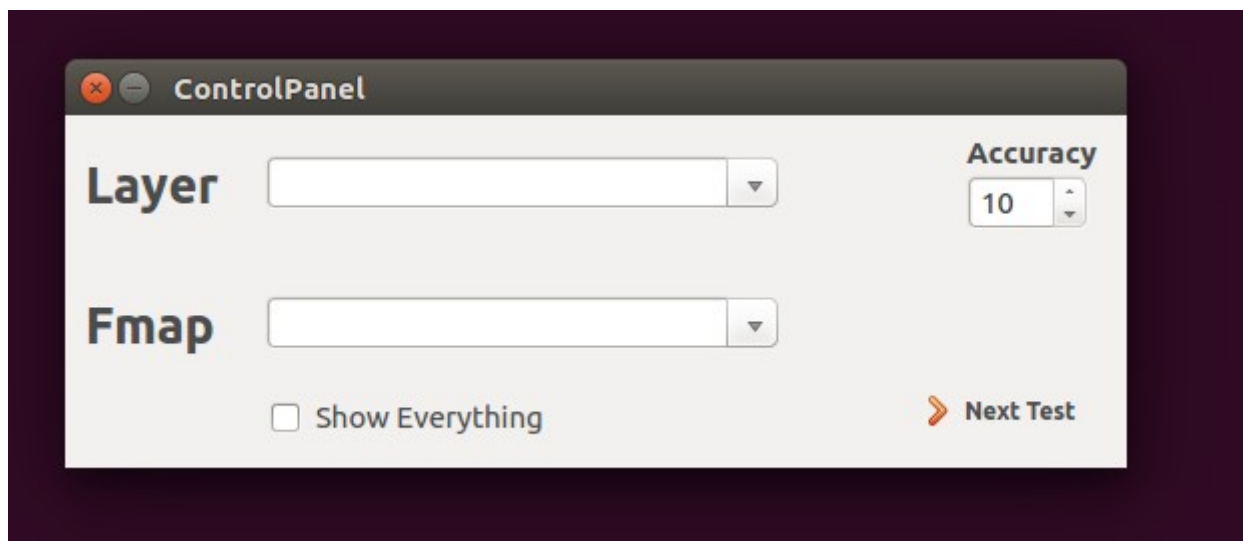 ControlPanel
Layer
Accuracy
10
Fmap
Show Everything
Next Test